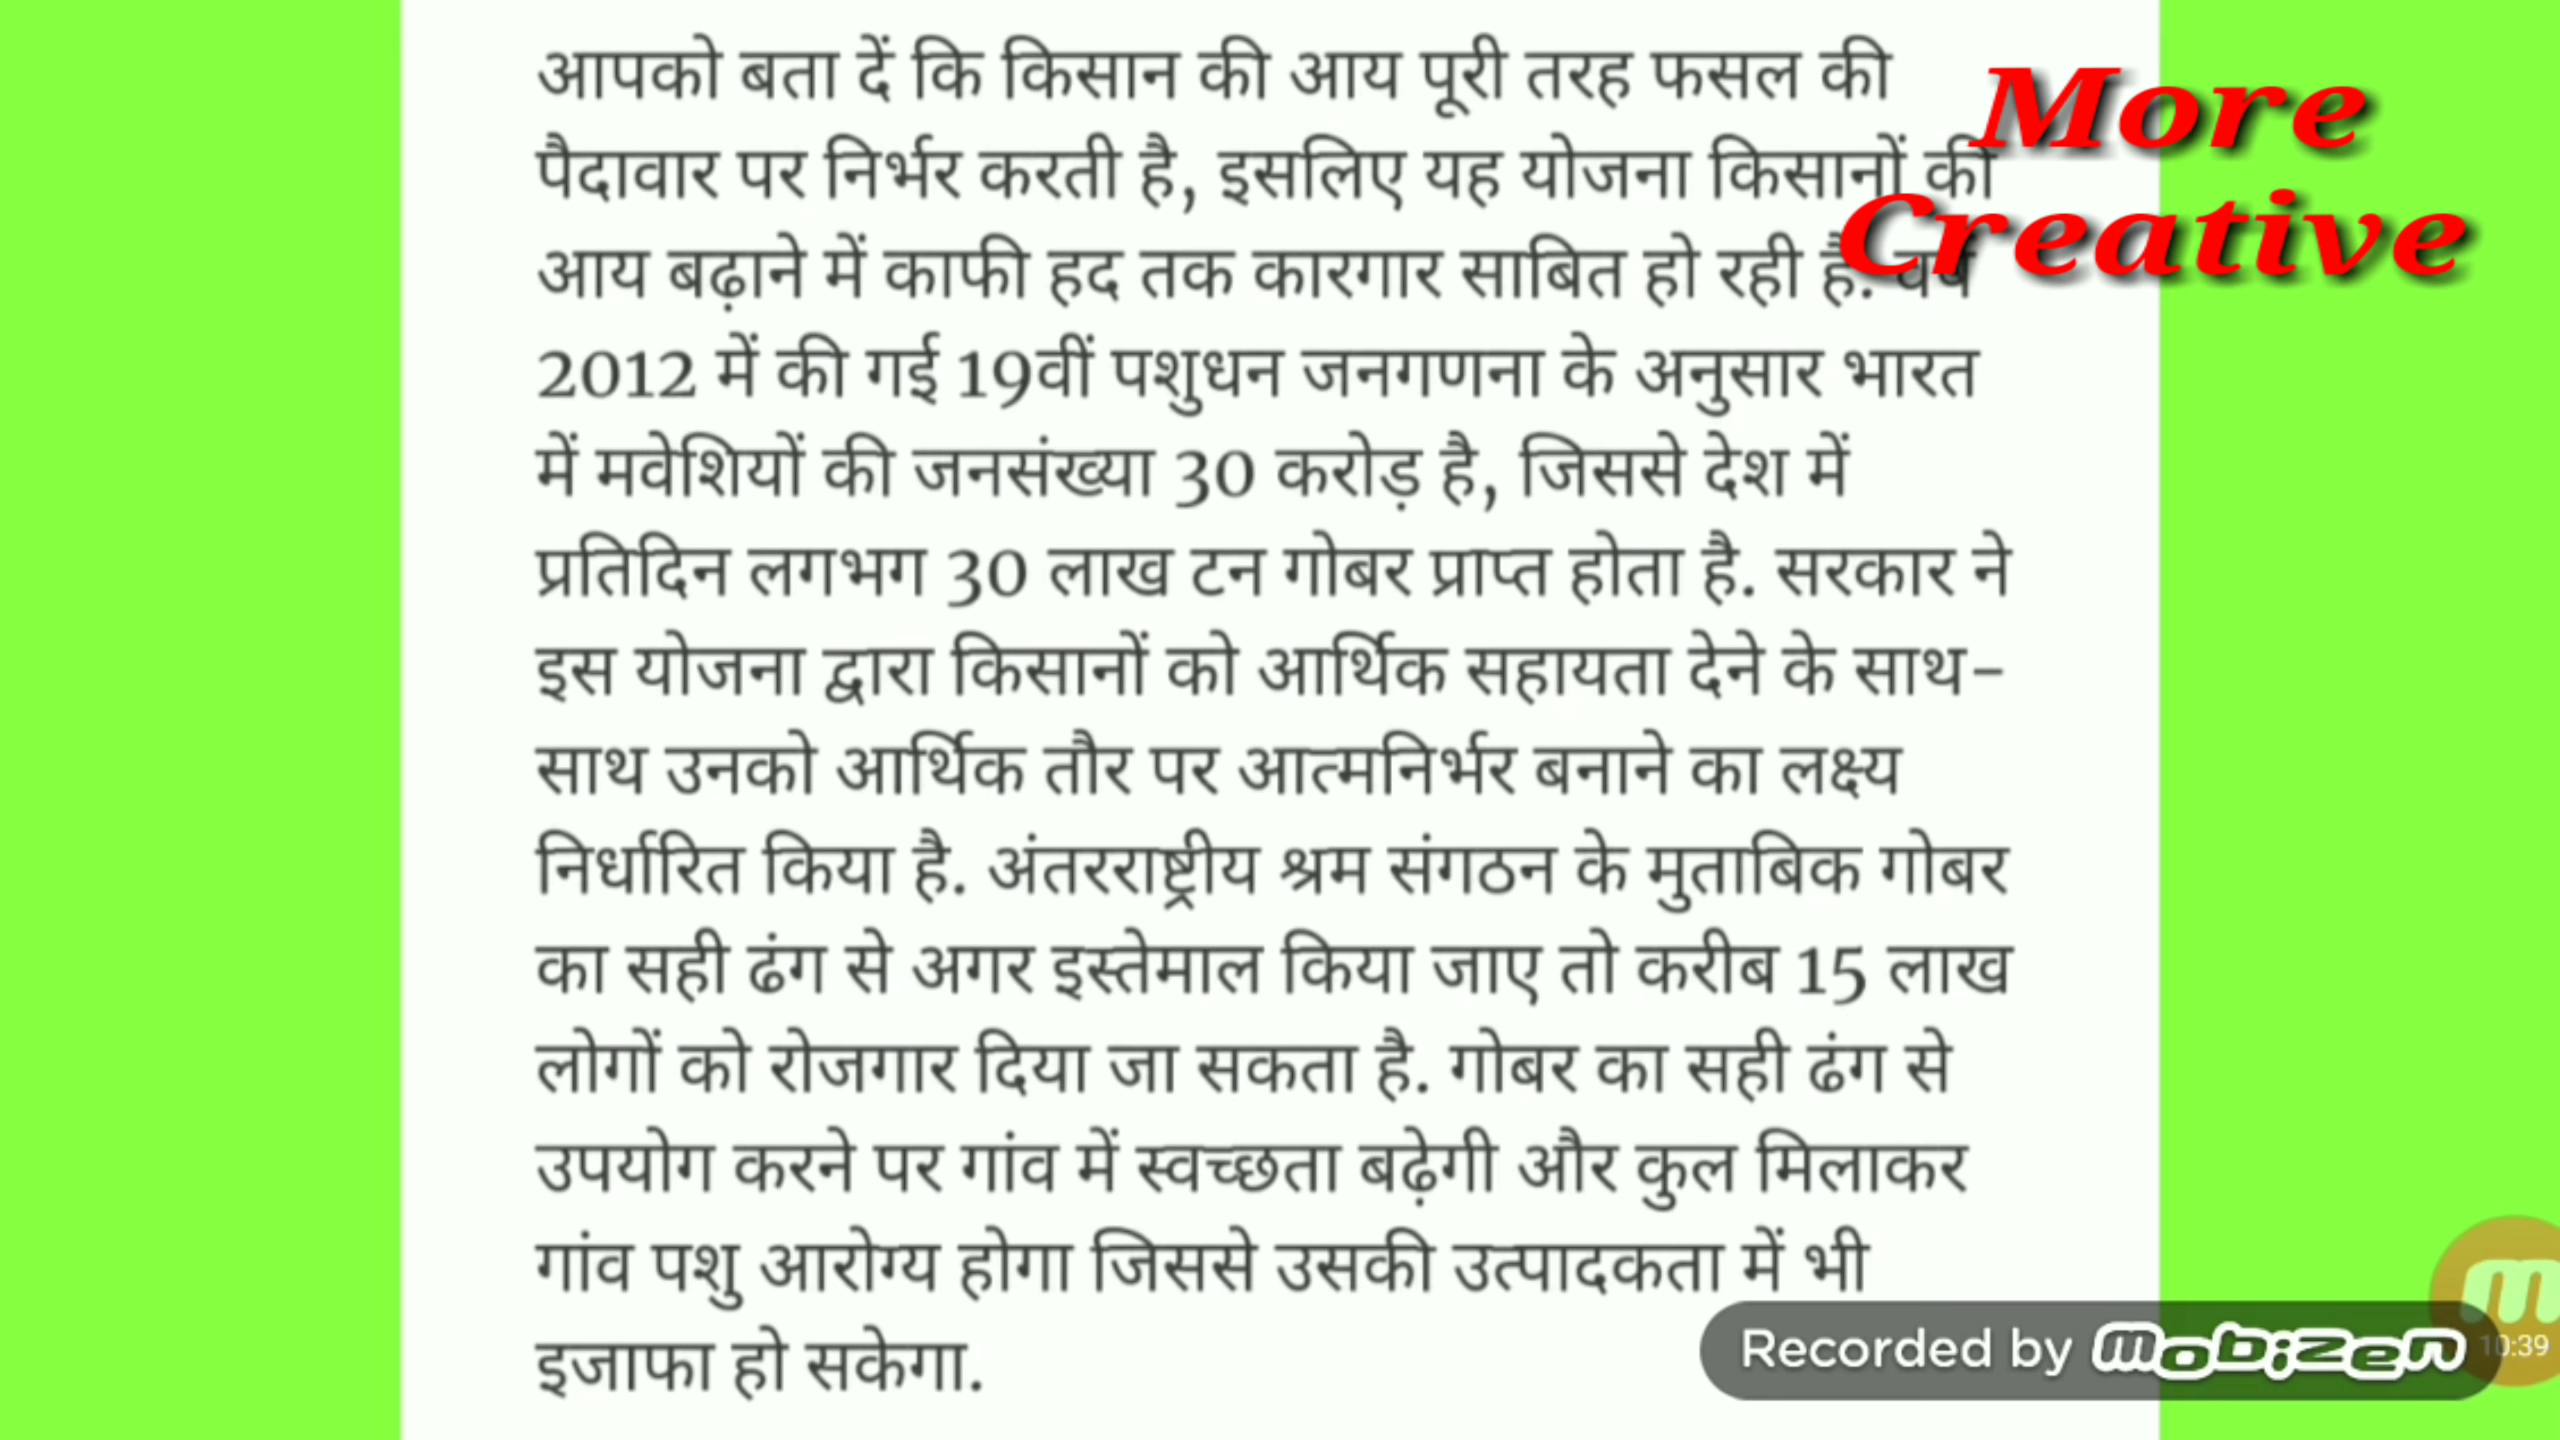 आपको बता दें कि किसान की आय पूरी तरह फसल की
पैदावार पर निर्भर करती है, इसलिए यह योजना किसानों की
आय बढ़ाने में काफी हद तक कारगार साबित हो रही है. वर्ष
2012 में की गई 19वीं पशुधन जनगणना के अनुसार भारत
में मवेशियों की जनसंख्या 30 करोड़ है, जिससे देश में
प्रतिदिन लगभग 30 लाख टन गोबर प्राप्त होता है. सरकार ने
इस योजना द्वारा किसानों को आर्थिक सहायता देने के साथ-
साथ उनको आर्थिक तौर पर आत्मनिर्भर बनाने का लक्ष्य
निर्धारित किया है. अंतरराष्ट्रीय श्रम संगठन के मुताबिक गोबर
का सही ढंग से अगर इस्तेमाल किया जाए तो करीब 15 लाख
लोगों को रोजगार दिया जा सकता है. गोबर का सही ढंग से
उपयोग करने पर गांव में स्वच्छता बढ़ेगी और कुल मिलाकर
गांव पशु आरोग्य होगा जिससे उसकी उत्पादकता में भी
इजाफा हो सकेगा.
More
Creative
Recorded by mobizen
10:39